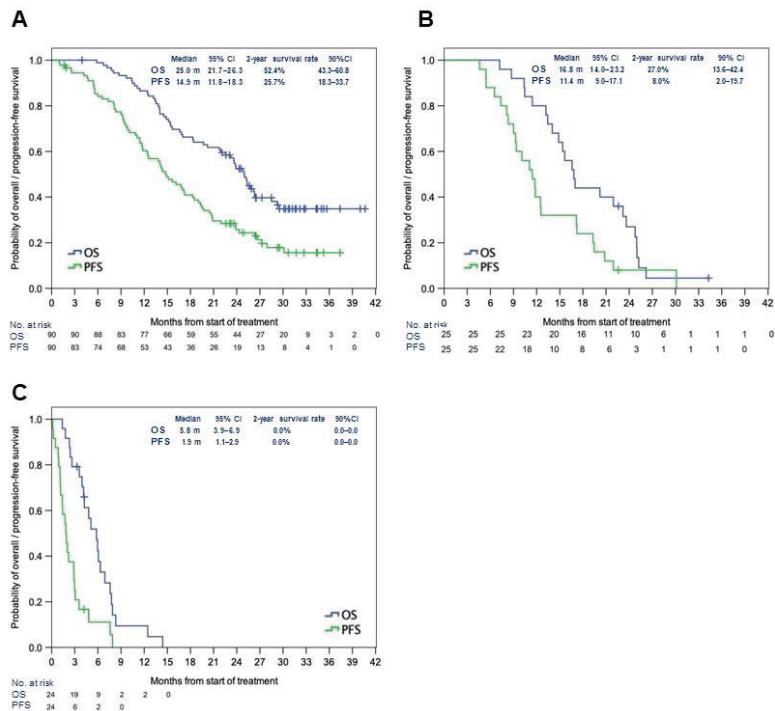 A
Median 95% CI 2-year survival rate 90%CI
OS 25.0 m 21.7–26.3 52.4% 43.3–60.8
PFS 14.9 m 11.8–18.3 25.7% 18.3–33.7
Probability of overall / progression-free survival
1.0
0.8
0.6
0.4
0.2
0.0
OS
PFS
0 3 6 9 12 15 18 21 24 27 30 33 36 39 42
No. at risk
Months from start of treatment
OS 90 90 88 83 77 66 59 55 44 27 20 9 3 2 0
PFS 90 83 74 68 53 43 36 26 19 13 8 4 1 0
B
Median 95% CI 2-year survival rate 90% CI
OS 16.8 m 14.0–23.2 27.0% 13.6–42.4
PFS 11.4 m 9.0–17.1 8.0% 2.0–19.7
Probability of overall / progression-free survival
1.0
0.8
0.6
0.4
0.2
0.0
OS
PFS
0 3 6 9 12 15 18 21 24 27 30 33 36 39 42
Months from start of treatment
No. at risk
OS 25 25 25 23 20 16 11 10 6 1 1 1 0
PFS 25 25 22 18 10 8 6 3 1 1 1 0
C
Median 95% CI 2-year survival rate 90%CI
OS 5.8 m 3.9–6.9 0.0% 0.0–0.0
PFS 1.9 m 1.1–2.9 0.0% 0.0–0.0
Probability of overall / progression-free survival
1.0
0.8
0.6
0.4
0.2
0.0
OS
PFS
0 3 6 9 12 15 18 21 24 27 30 33 36 39 42
No. at risk
Months from start of treatment
OS 24 19 9 2 2 0
PFS 24 6 2 0